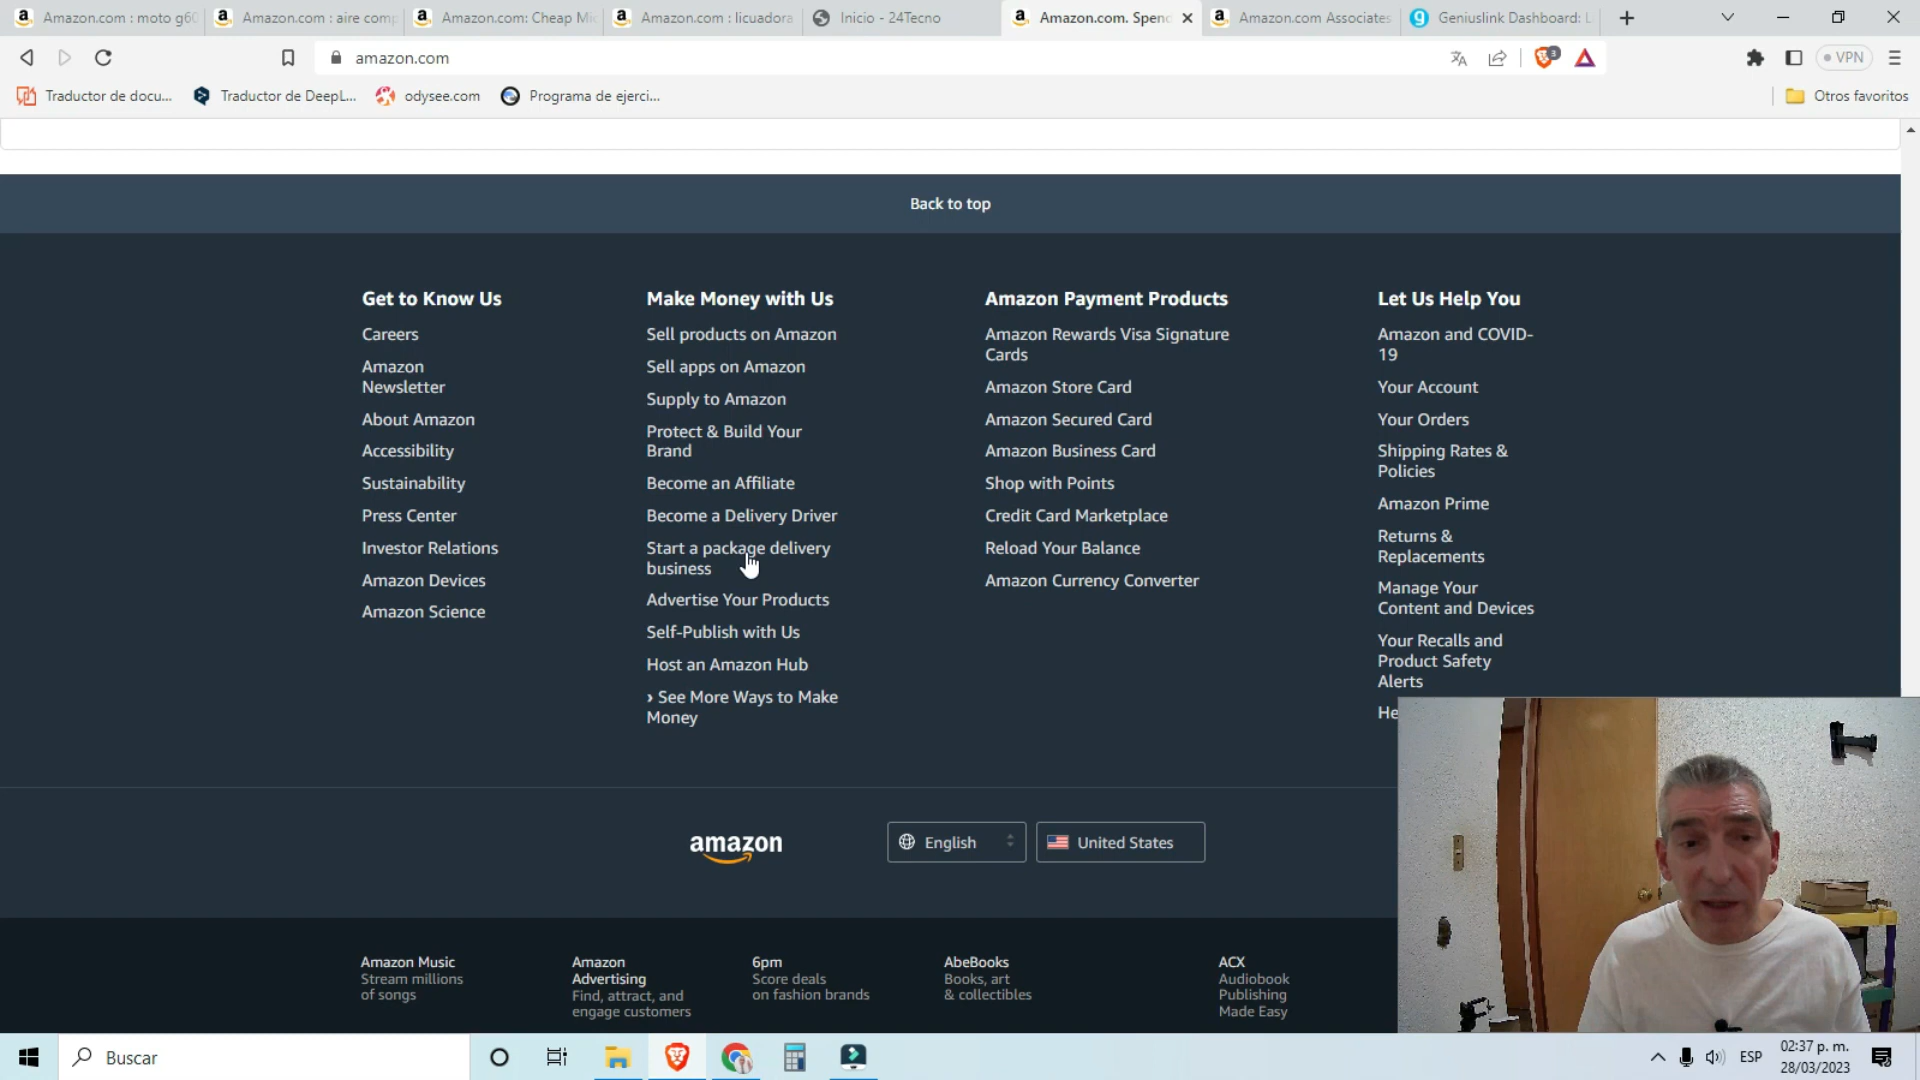 Amazon.com : moto g60
Amazon.com : aire comp
Amazon.com: Cheap Mi
Amazon.com : licuadora
Inicio - 24Tecno
Amazon.com. Spend
Amazon.com Associates
Geniuslink Dashboard: L
amazon.com
3
VPN
Traductor de docu...
Traductor de DeepL...
odysee.com
Programa de ejerci...
Otros favoritos
Back to top
Get to Know Us
Careers
Amazon
Newsletter
About Amazon
Accessibility
Sustainability
Press Center
Investor Relations
Amazon Devices
Amazon Science
Make Money with Us
Sell products on Amazon
Sell apps on Amazon
Supply to Amazon
Protect & Build Your
Brand
Become an Affiliate
Become a Delivery Driver
Start a package delivery
business
Advertise Your Products
Self-Publish with Us
Host an Amazon Hub
› See More Ways to Make
Money
Amazon Payment Products
Amazon Rewards Visa Signature
Cards
Amazon Store Card
Amazon Secured Card
Amazon Business Card
Shop with Points
Credit Card Marketplace
Reload Your Balance
Amazon Currency Converter
Let Us Help You
Amazon and COVID-
19
Your Account
Your Orders
Shipping Rates &
Policies
Amazon Prime
Returns &
Replacements
Manage Your
Content and Devices
Your Recalls and
Product Safety
Alerts
He
amazon
English
United States
Amazon Music
Stream millions
of songs
Amazon
Advertising
Find, attract, and
engage customers
6pm
Score deals
on fashion brands
AbeBooks
Books, art
& collectibles
ACX
Audiobook
Publishing
Made Easy
Buscar
ESP
02:37 p. m.
28/03/2023